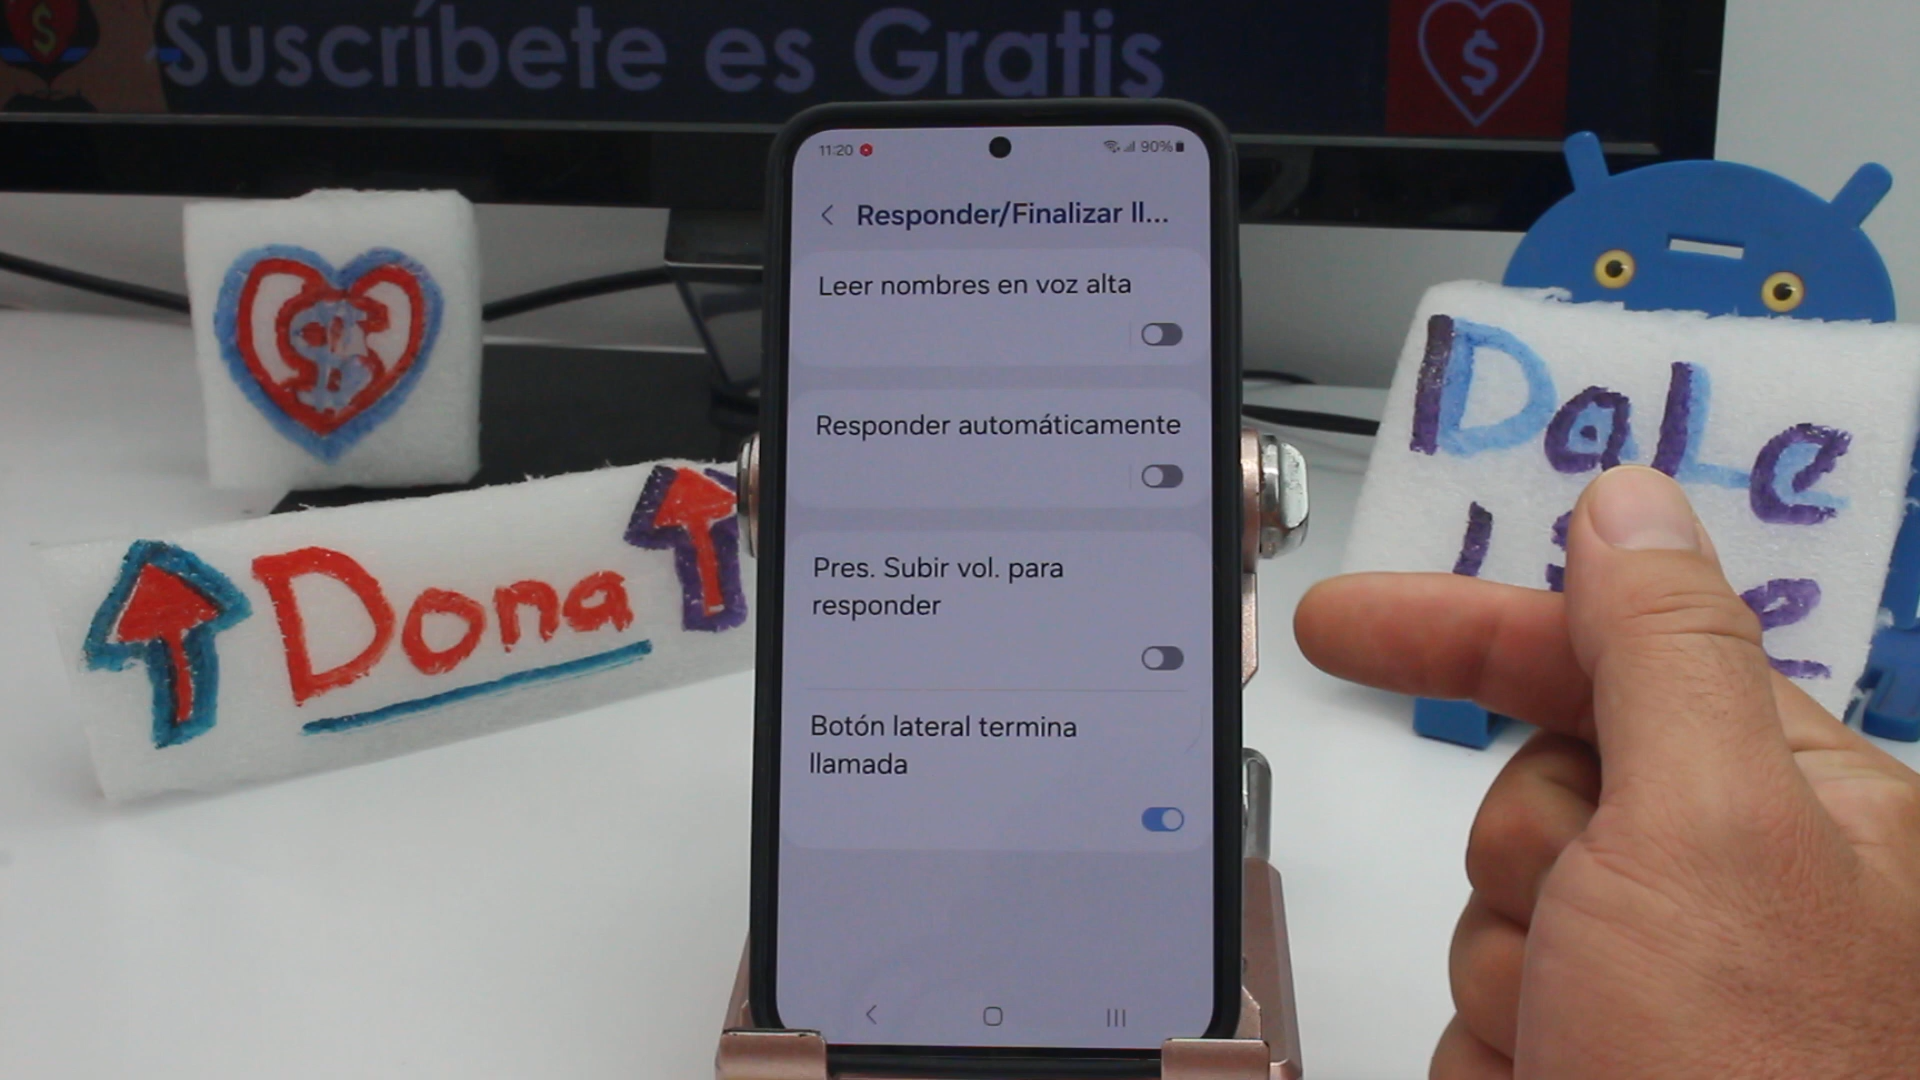 Suscríbete es Gratis
$
$
$
11:20
90%
Responder/Finalizar ll...
Leer nombres en voz alta
Responder automáticamente
Pres. Subir vol. para
responder
Botón lateral termina
llamada
Dona
Dale